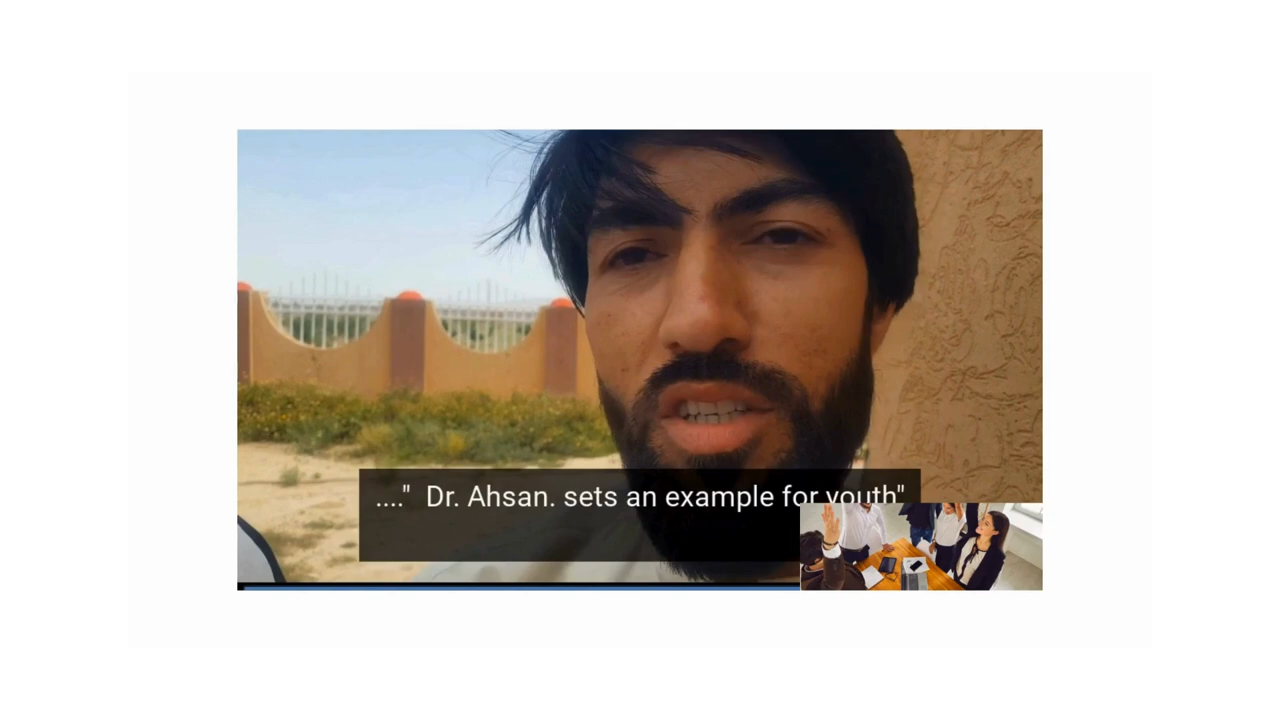 ...." Dr. Ahsan. sets an example for youth"